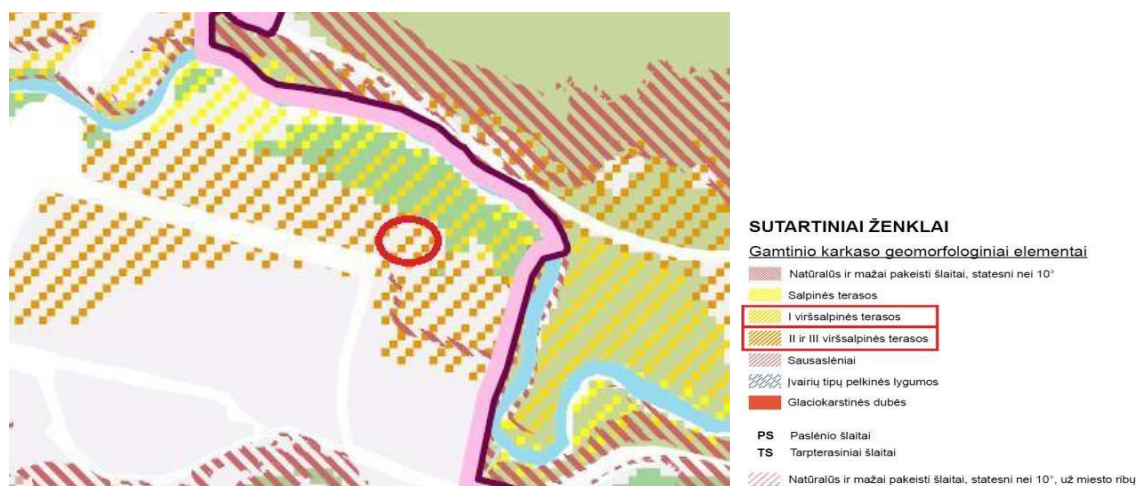 SUTARTINIAI ŽENKLAI
Gamtinio karkaso geomorfologiniai elementai
Natūralūs ir mažai pakeisti šlaitai, statesni nei 10°
Salpinės terasos
I viršsalpinės terasos
II ir III viršsalpinės terasos
Sausaslėniai
Įvairių tipų pelkinės lygumos
Glaciokarstinės dubės
PS Paslėnio šlaitai
TS Tarpterasiniai šlaitai
Natūralūs ir mažai pakeisti šlaitai, statesni nei 10°, už miesto ribų